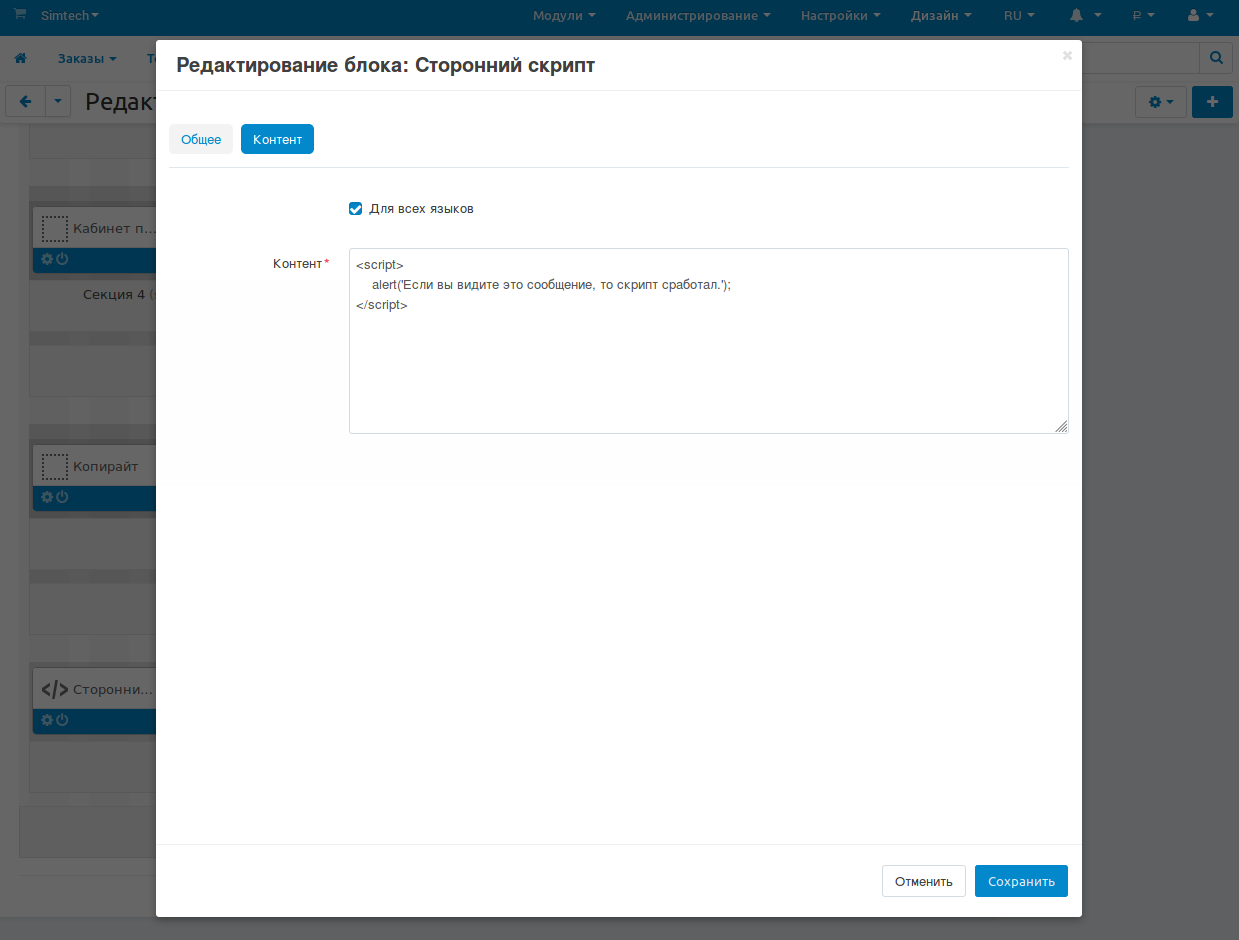 Simtech
Модули
Администрирование
Настройки
Дизайн
RU
₽
Заказы
Редактирование блока: Сторонний скрипт
×
Общее
Контент
Для всех языков
Контент*
<script>
alert('Если вы видите это сообщение, то скрипт сработал.');
</script>
Кабинет п...
Секция 4
Копирайт
</> Сторонни...
Отменить
Сохранить